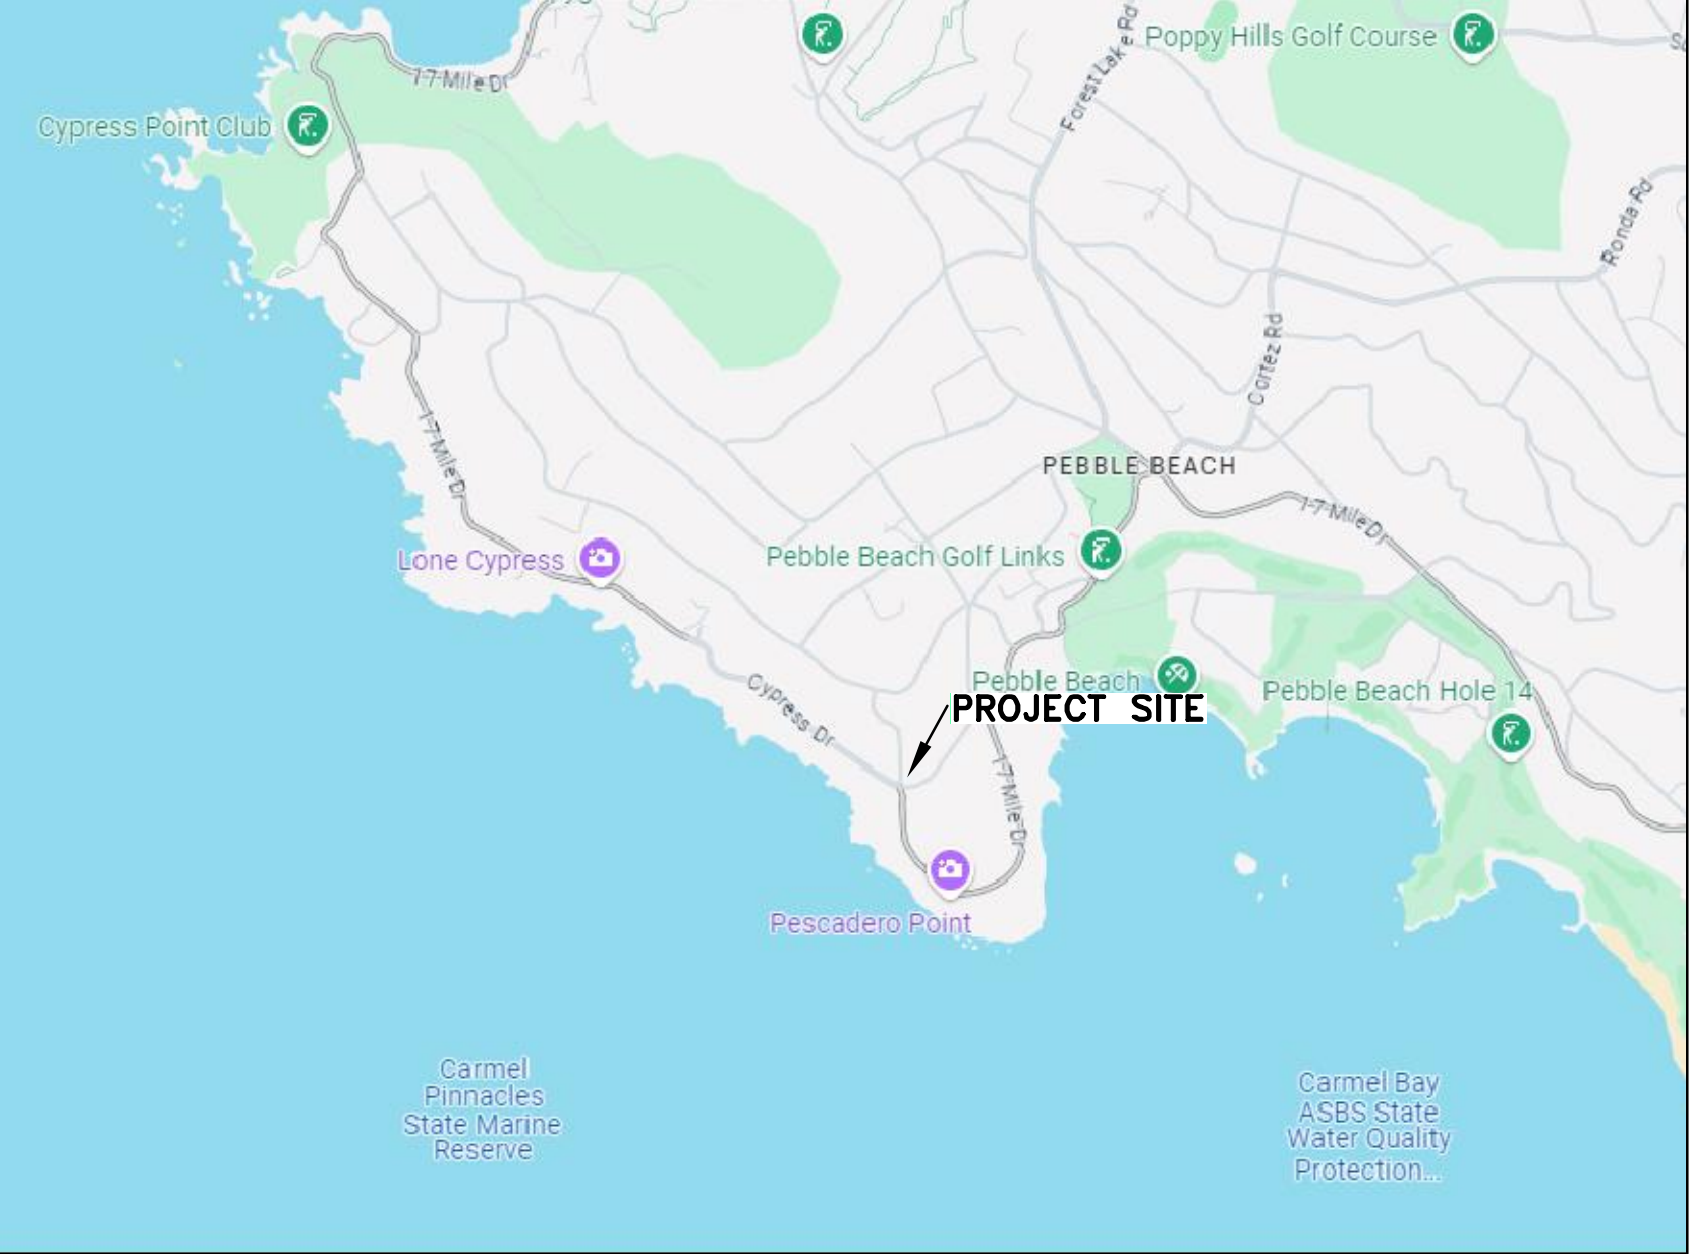 Poppy Hills Golf Course
Forest Lake Rd
17 Mile Dr
Cypress Point Club
Ronda Rd
Cortez Rd
17 Mile Dr
PEBBLE BEACH
17 Mile Dr
Lone Cypress
Pebble Beach Golf Links
Pebble Beach
Pebble Beach Hole 14
Cypress Dr
PROJECT SITE
17 Mile Dr
Pescadero Point
Carmel
Pinnacles
State Marine
Reserve
Carmel Bay
ASBS State
Water Quality
Protection...